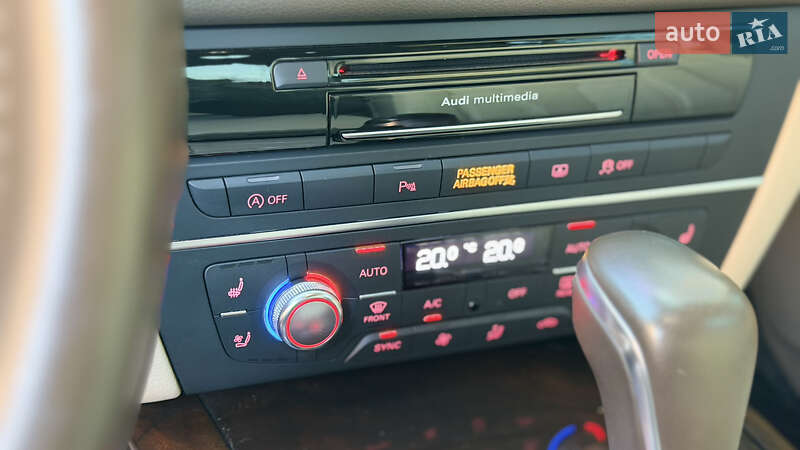 auto RIA .com
OPEN
Audi multimedia
A OFF
P
PASSENGER
AIRBAG OFF
OFF
AUTO
20.0 °C 20.0
AUTO
FRONT
A/C
OFF
SYNC